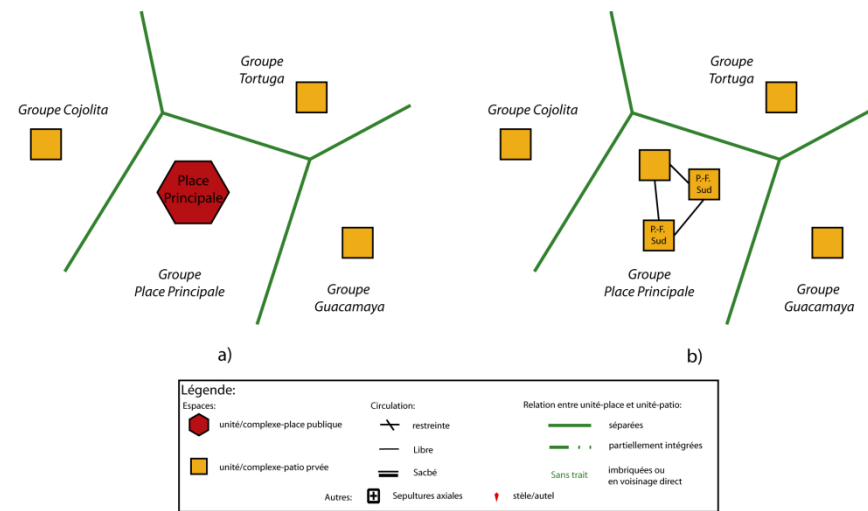 Groupe
Tortuga
Groupe Cojolita
Place
Principale
Groupe
Place Principale
Groupe
Guacamaya
a)
Groupe
Tortuga
Groupe Cojolita
P.-F.
Sud
P.-F.
Sud
Groupe
Place Principale
Groupe
Guacamaya
b)
Légende:
Espaces:
unité/complexe-place publique
unité/complexe-patio prvée
Circulation:
restreinte
Libre
Sacbé
Relation entre unité-place et unité-patio:
séparées
partiellement intégrées
Sans trait
imbriquées ou
en voisinage direct
Autres:
Sepultures axiales
stèle/autel